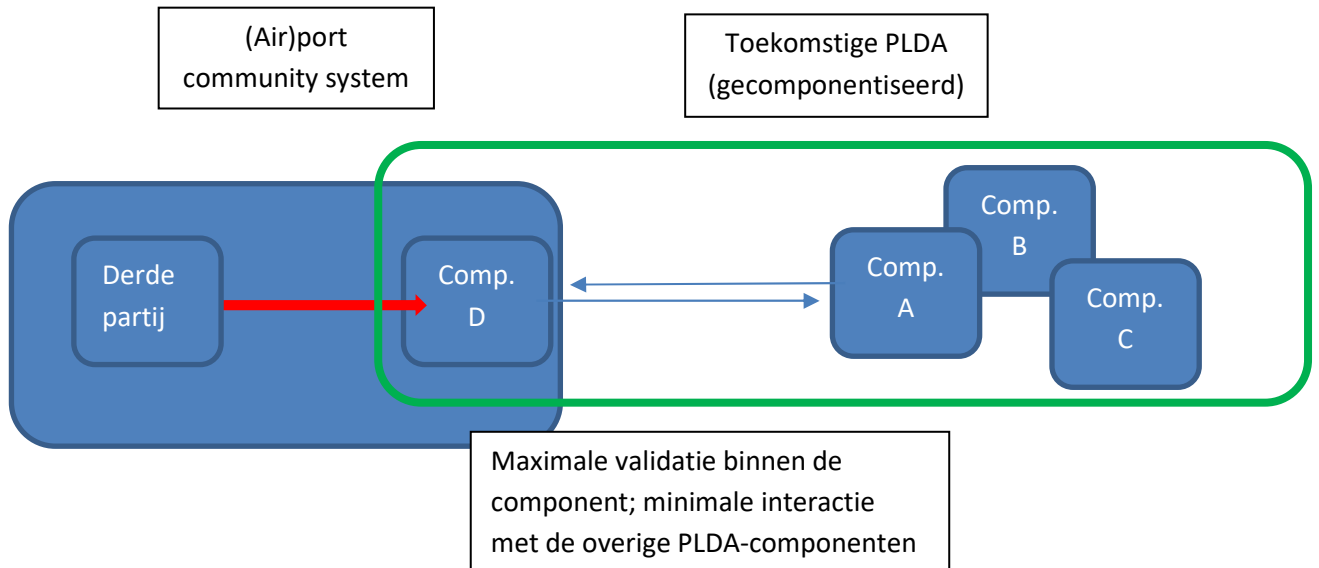 (Air)port
community system
Toekomstige PLDA
(gecomponentiseerd)
Derde
partij
Comp.
D
Comp.
A
Comp.
B
Comp.
C
Maximale validatie binnen de
component; minimale interactie
met de overige PLDA-componenten